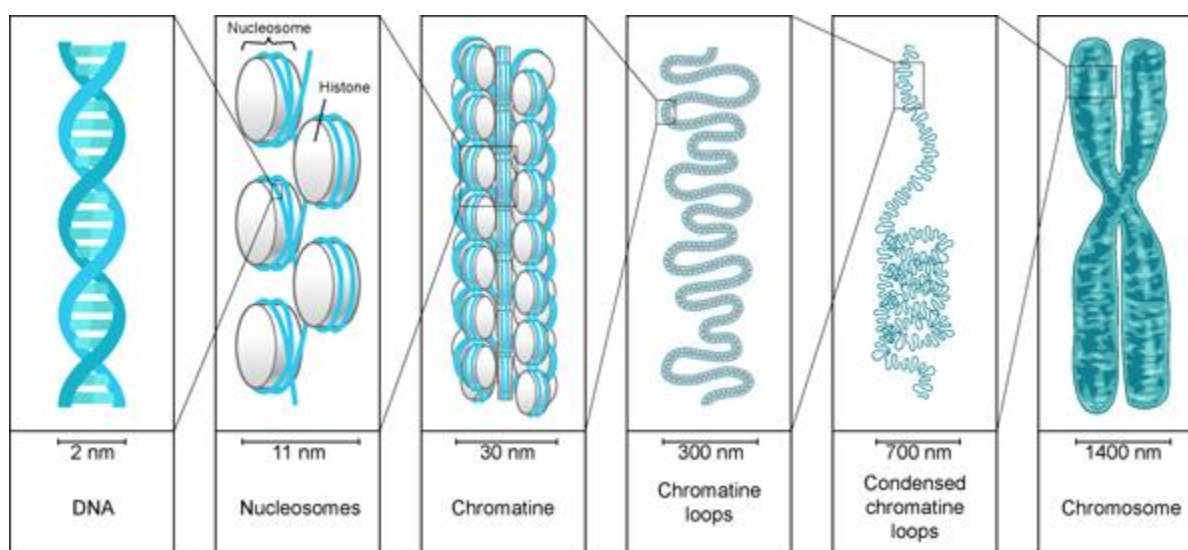 Nucleosome
Histone
2 nm
11 nm
30 nm
300 nm
700 nm
1400 nm
DNA
Nucleosomes
Chromatine
Chromatine
loops
Condensed
chromatine
loops
Chromosome